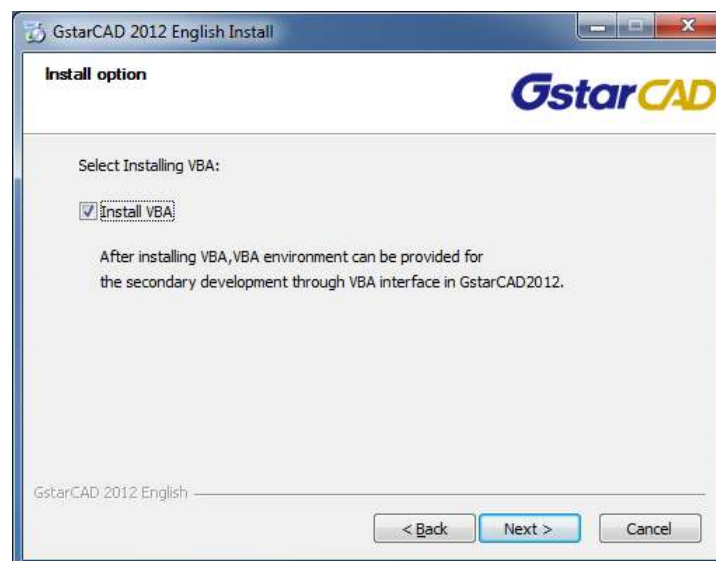 GstarCAD 2012 English Install
Install option
GstarCAD
Select Installing VBA:
Install VBA
After installing VBA,VBA environment can be provided for
the secondary development through VBA interface in GstarCAD2012.
GstarCAD 2012 English
< Back
Next >
Cancel